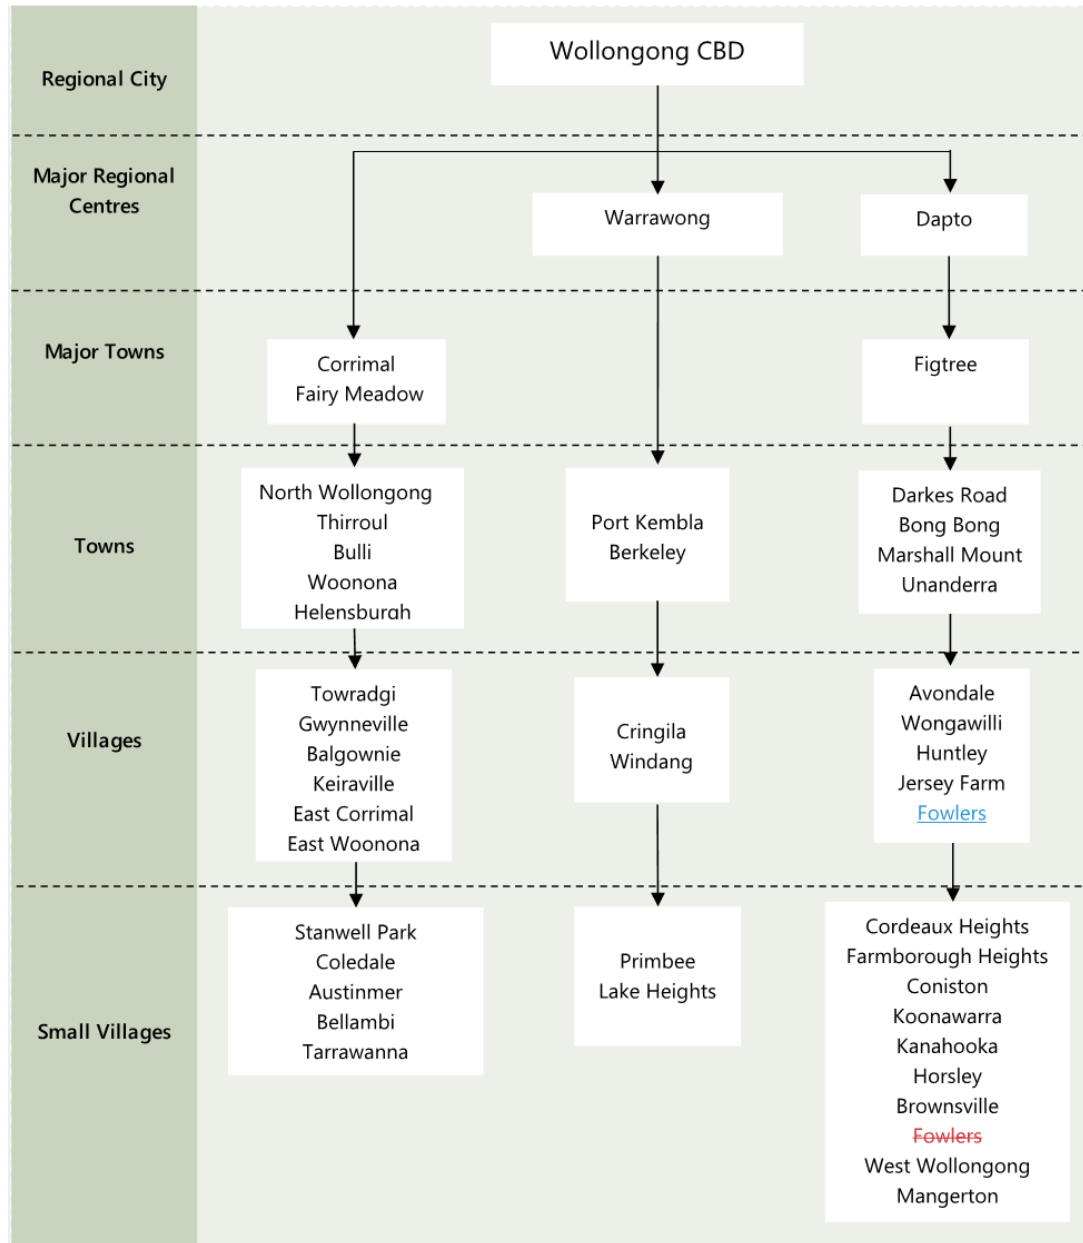 Regional City
Wollongong CBD
Major Regional
Centres
Warrawong
Dapto
Major Towns
Corrimal
Fairy Meadow
Figtree
Towns
North Wollongong
Thirroul
Bulli
Woonona
Helensburgh
Port Kembla
Berkeley
Darkes Road
Bong Bong
Marshall Mount
Unanderra
Villages
Towradgi
Gwynneville
Balgownie
Keiraville
East Corrimal
East Woonona
Cringila
Windang
Avondale
Wongawilli
Huntley
Jersey Farm
Fowlers
Small Villages
Stanwell Park
Coledale
Austinmer
Bellambi
Tarrawanna
Primbee
Lake Heights
Cordeaux Heights
Farmborough Heights
Coniston
Koonawarra
Kanahooka
Horsley
Brownsville
Fowlers
West Wollongong
Mangerton